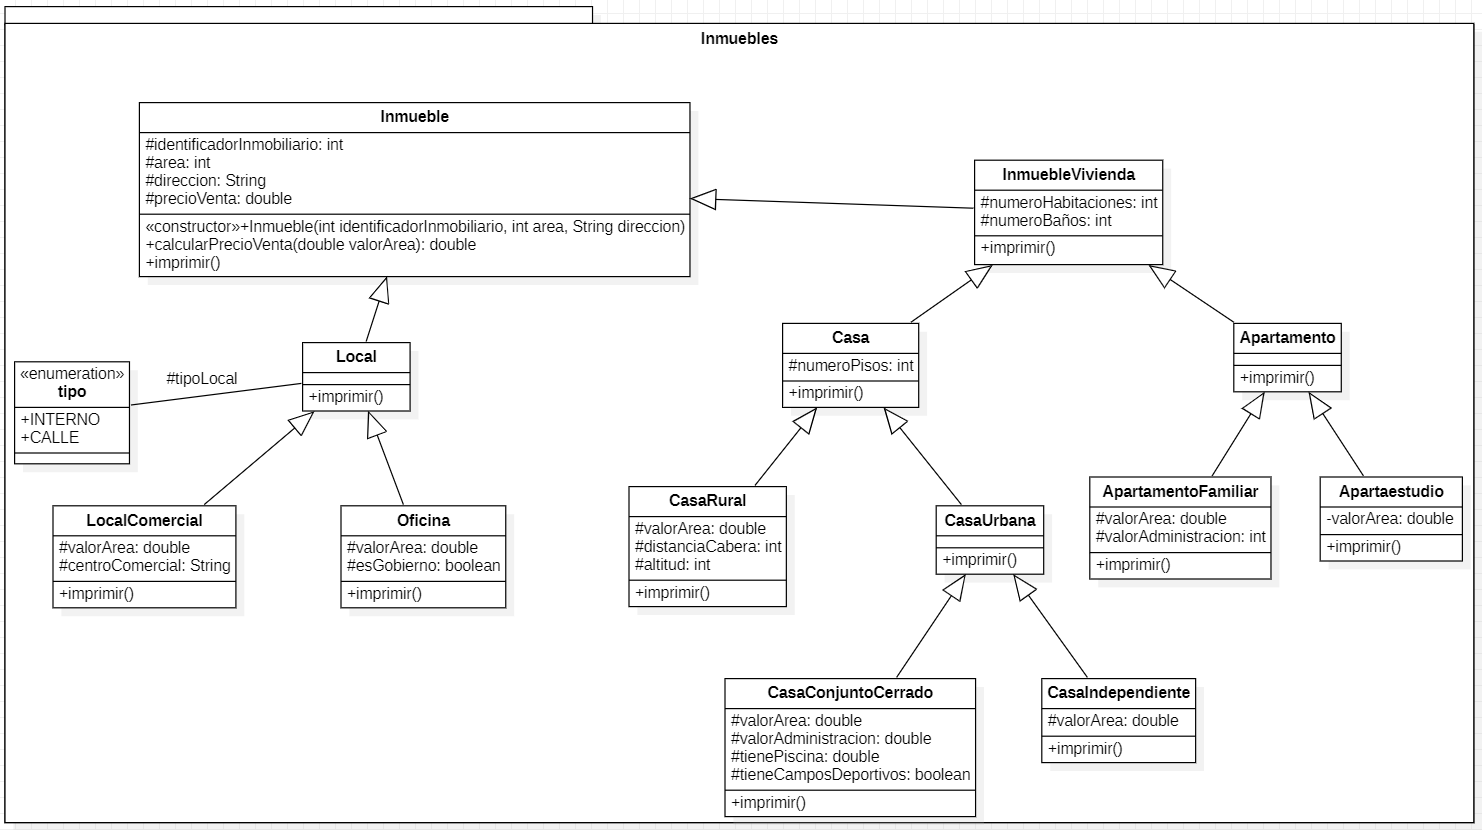 Inmuebles
Inmueble
#identificadorInmobiliario: int
#area: int
#direccion: String
#precioVenta: double
«constructor»+Inmueble(int identificadorInmobiliario, int area, String direccion)
+calcularPrecioVenta(double valorArea): double
+imprimir()
InmuebleVivienda
#numeroHabitaciones: int
#numeroBaños: int
+imprimir()
Local
+imprimir()
«enumeration»
tipo
+INTERNO
+CALLE
#tipoLocal
Casa
#numeroPisos: int
+imprimir()
Apartamento
+imprimir()
LocalComercial
#valorArea: double
#centroComercial: String
+imprimir()
Oficina
#valorArea: double
#esGobierno: boolean
+imprimir()
CasaRural
#valorArea: double
#distanciaCabera: int
#altitud: int
+imprimir()
CasaUrbana
+imprimir()
ApartamentoFamiliar
#valorArea: double
#valorAdministracion: int
+imprimir()
Apartaestudio
-valorArea: double
+imprimir()
CasaConjuntoCerrado
#valorArea: double
#valorAdministracion: double
#tienePiscina: double
#tieneCamposDeportivos: boolean
+imprimir()
CasaIndependiente
#valorArea: double
+imprimir()